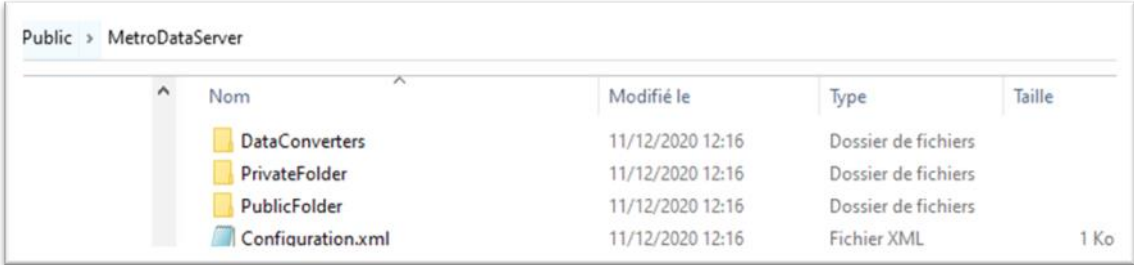 Public > MetroDataServer
Nom Modifié le Type Taille
DataConverters 11/12/2020 12:16 Dossier de fichiers
PrivateFolder 11/12/2020 12:16 Dossier de fichiers
PublicFolder 11/12/2020 12:16 Dossier de fichiers
Configuration.xml 11/12/2020 12:16 Fichier XML 1 Ko